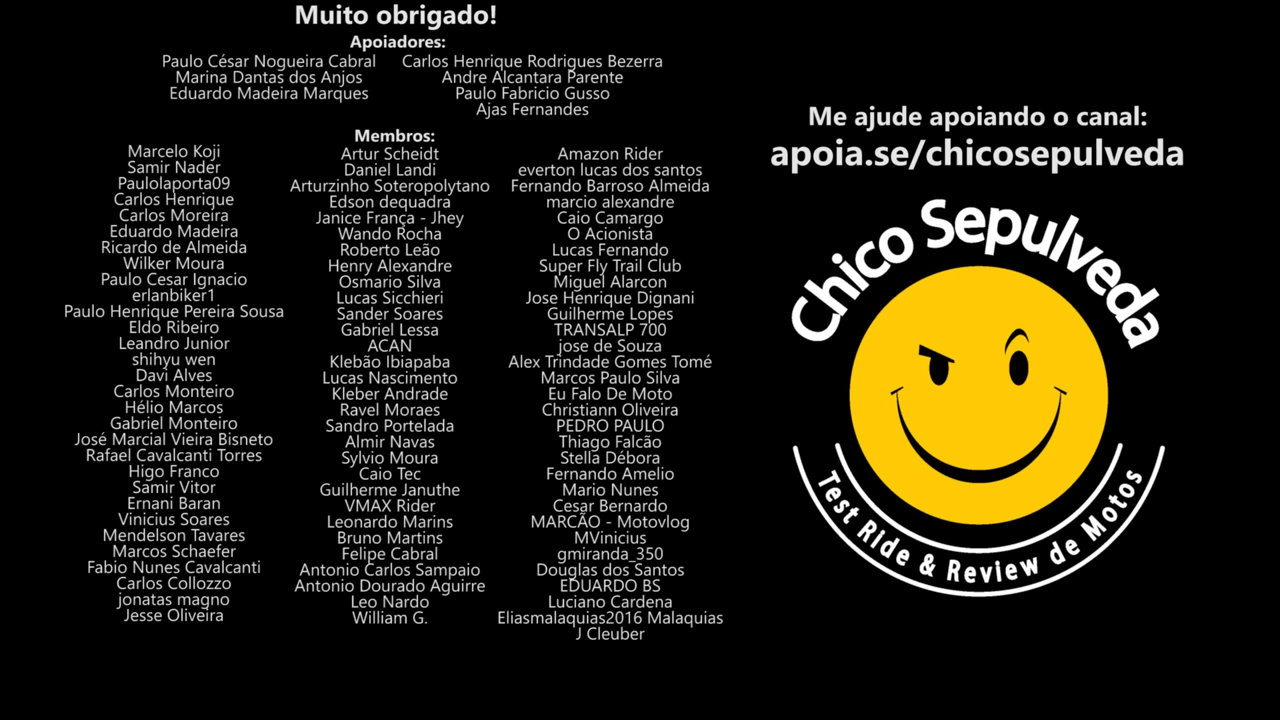 Muito obrigado!
Apoiadores:
Paulo César Nogueira Cabral
Marina Dantas dos Anjos
Eduardo Madeira Marques
Carlos Henrique Rodrigues Bezerra
Andre Alcantara Parente
Paulo Fabricio Gusso
Ajas Fernandes
Membros:
Marcelo Koji
Samir Nader
Paulolaporta09
Carlos Henrique
Carlos Moreira
Eduardo Madeira
Ricardo de Almeida
Wilker Moura
Paulo Cesar Ignacio
erlanbiker1
Paulo Henrique Pereira Sousa
Eldo Ribeiro
Leandro Junior
shihyu wen
Davi Alves
Carlos Monteiro
Hélio Marcos
Gabriel Monteiro
José Marcial Vieira Bisneto
Rafael Cavalcanti Torres
Higo Franco
Samir Vitor
Ernani Baran
Vinicius Soares
Mendelson Tavares
Marcos Schaefer
Fabio Nunes Cavalcanti
Carlos Collozzo
jonatas magno
Jesse Oliveira
Artur Scheidt
Daniel Landi
Arturzinho Soteropolytano
Edson dequadra
Janice França - Jhey
Wando Rocha
Roberto Leão
Henry Alexandre
Osmario Silva
Lucas Sicchieri
Sander Soares
Gabriel Lessa
ACAN
Klebão Ibiapaba
Lucas Nascimento
Kleber Andrade
Ravel Moraes
Sandro Portelada
Almir Navas
Sylvio Moura
Caio Tec
Guilherme Januthe
VMAX Rider
Leonardo Marins
Bruno Martins
Felipe Cabral
Antonio Carlos Sampaio
Antonio Dourado Aguirre
Leo Nardo
William G.
Amazon Rider
everton lucas dos santos
Fernando Barroso Almeida
marcio alexandre
Caio Camargo
O Acionista
Lucas Fernando
Super Fly Trail Club
Miguel Alarcon
Jose Henrique Dignani
Guilherme Lopes
TRANSALP 700
jose de Souza
Alex Trindade Gomes Tomé
Marcos Paulo Silva
Eu Falo De Moto
Christiann Oliveira
PEDRO PAULO
Thiago Falcão
Stella Débora
Fernando Amelio
Mario Nunes
Cesar Bernardo
MARCÃO - Motovlog
MVinicius
gmiranda_350
Douglas dos Santos
EDUARDO BS
Luciano Cardena
Eliasmalaquias2016 Malaquias
J Cleuber
Me ajude apoiando o canal:
apoia.se/chicosepulveda
Chico Sepulveda
Test Ride & Review de Motos